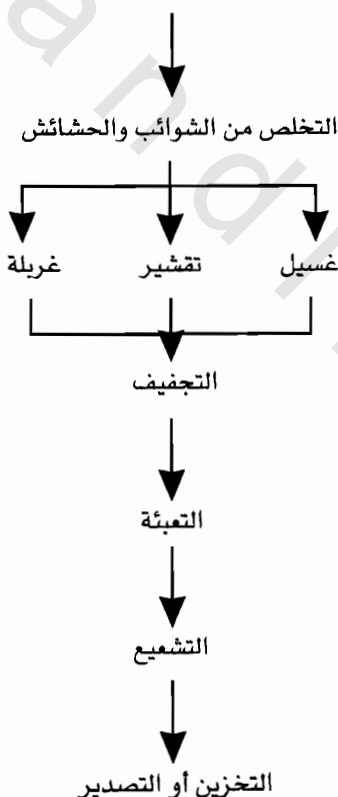 التخلص من الشوائب والحشائش
غسيل تقشير غربلة
التجفيف
التعبئة
التشعيع
التخزين أو التصدير